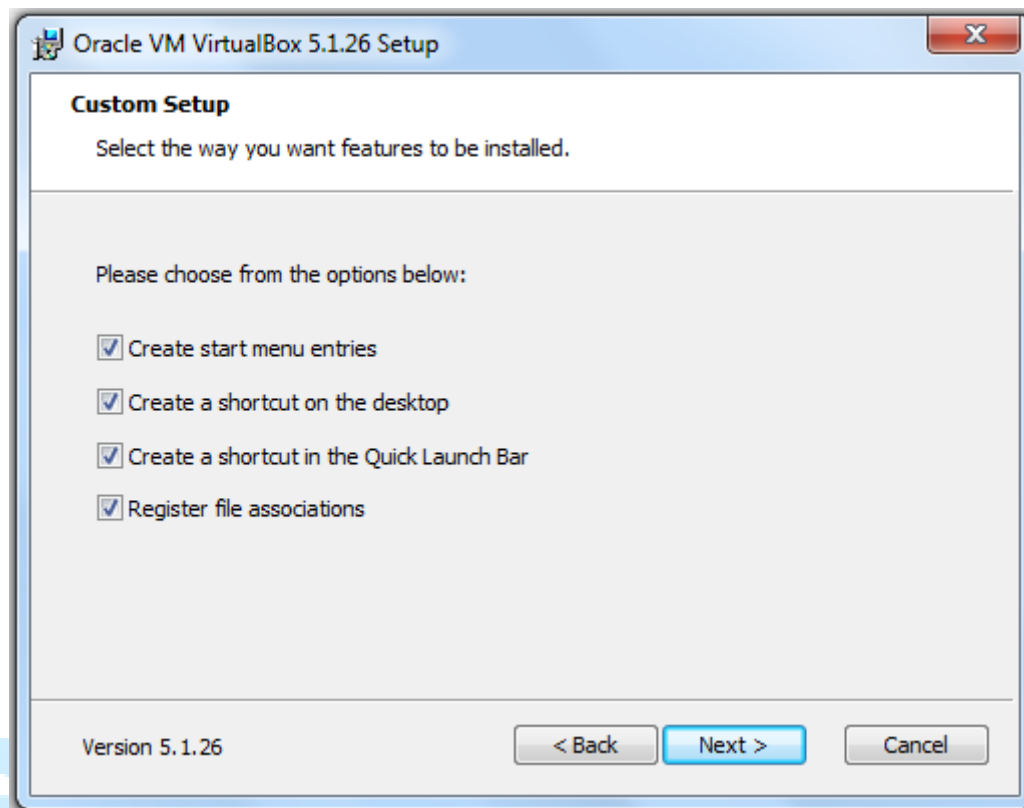 Oracle VM VirtualBox 5.1.26 Setup
Custom Setup
Select the way you want features to be installed.
Please choose from the options below:
Create start menu entries
Create a shortcut on the desktop
Create a shortcut in the Quick Launch Bar
Register file associations
Version 5.1.26
< Back
Next >
Cancel